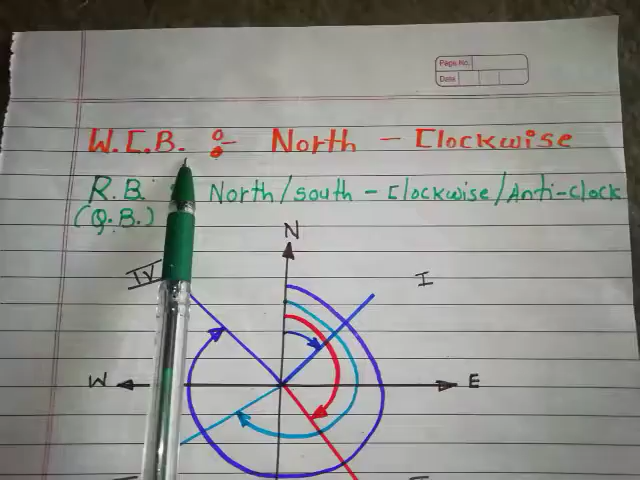 Page No.
Date
W.C.B. :- North - Clockwise
R.B. North/south - Clockwise/Anti-clock
(Q.B.)
N
IV
I
W
E